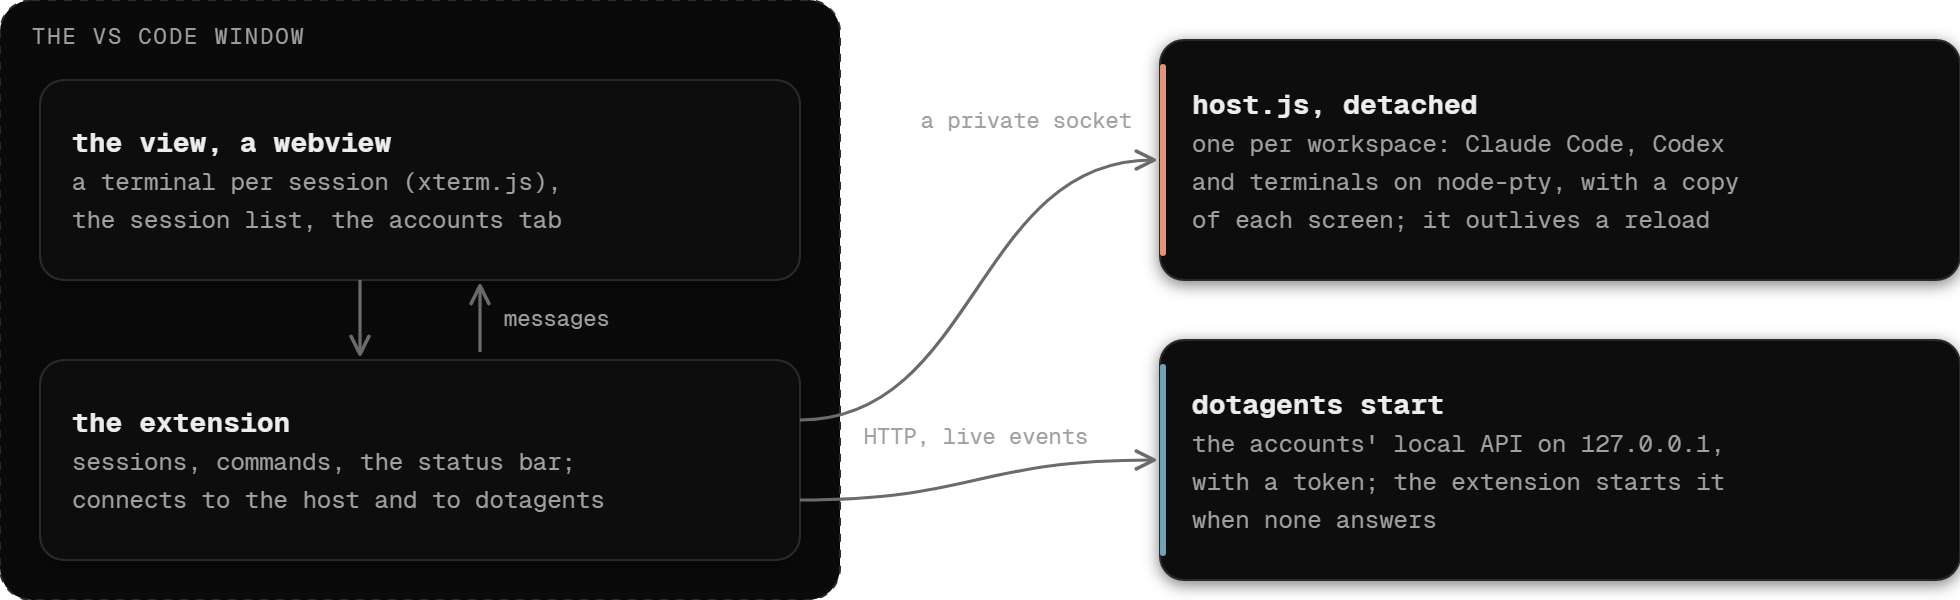 THE VS CODE WINDOW
the view, a webview
a terminal per session (xterm.js),
the session list, the accounts tab
messages
the extension
sessions, commands, the status bar;
connects to the host and to dotagents
a private socket
HTTP, live events
host.js, detached
one per workspace: Claude Code, Codex
and terminals on node-pty, with a copy
of each screen; it outlives a reload
dotagents start
the accounts' local API on 127.0.0.1,
with a token; the extension starts it
when none answers